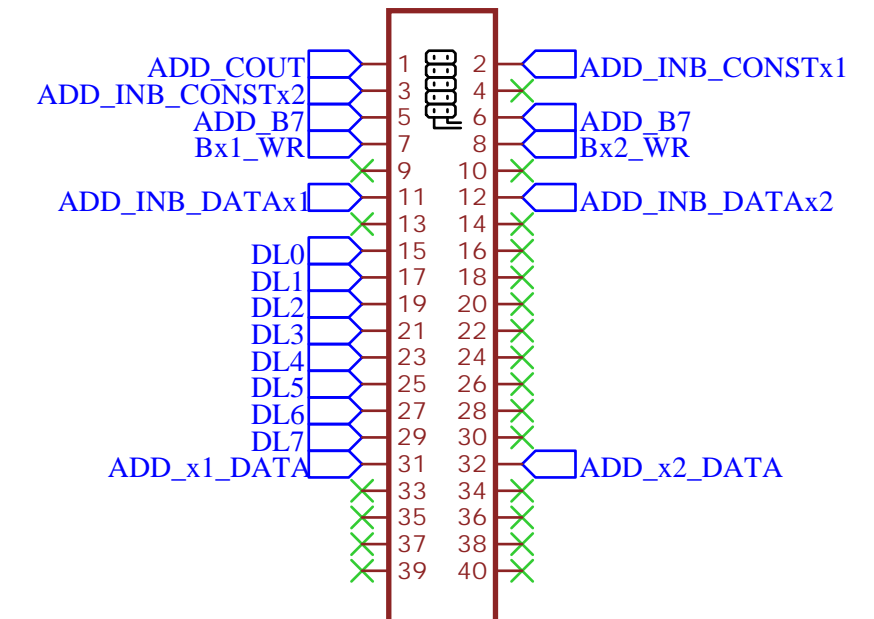 ADD_COUT 1 2 ADD_INB_CONSTx1
ADD_INB_CONSTx2 3 4
ADD_B7 5 6 ADD_B7
Bx1_WR 7 8 Bx2_WR
9 10
ADD_INB_DATAx1 11 12 ADD_INB_DATAx2
13 14
DL0 15 16
DL1 17 18
DL2 19 20
DL3 21 22
DL4 23 24
DL5 25 26
DL6 27 28
DL7 29 30
ADD_x1_DATA 31 32 ADD_x2_DATA
33 34
35 36
37 38
39 40